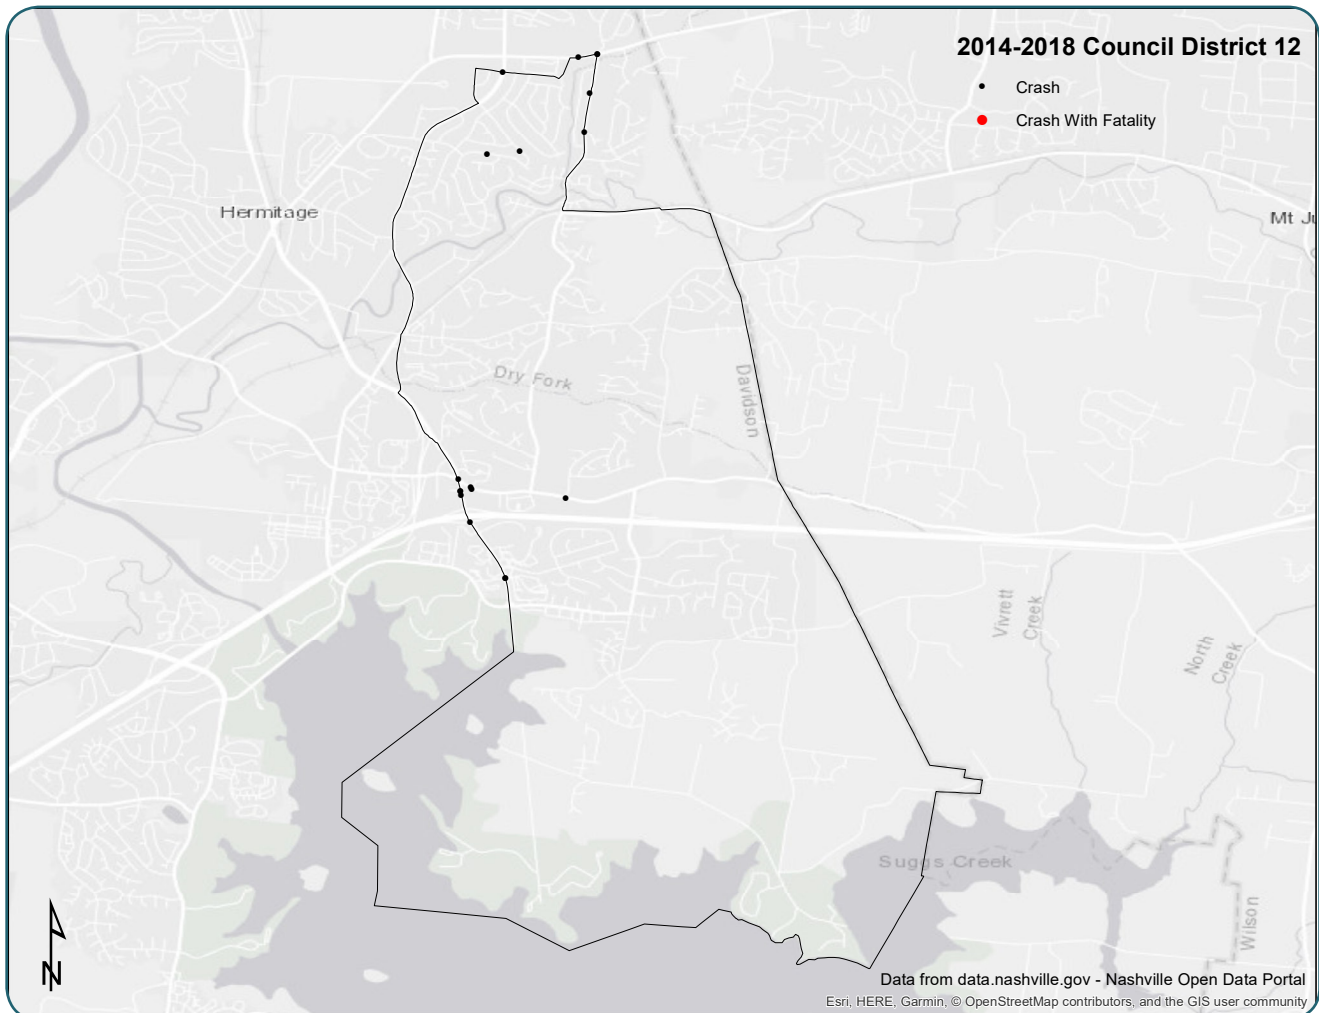 2014-2018 Council District 12
Crash
Crash With Fatality
Hermitage
Mt Ju
Dry Fork
Davidson
Vivrett
Creek
North
Creek
Suggs Creek
Wilson
N
Data from data.nashville.gov - Nashville Open Data Portal
Esri, HERE, Garmin, © OpenStreetMap contributors, and the GIS user community